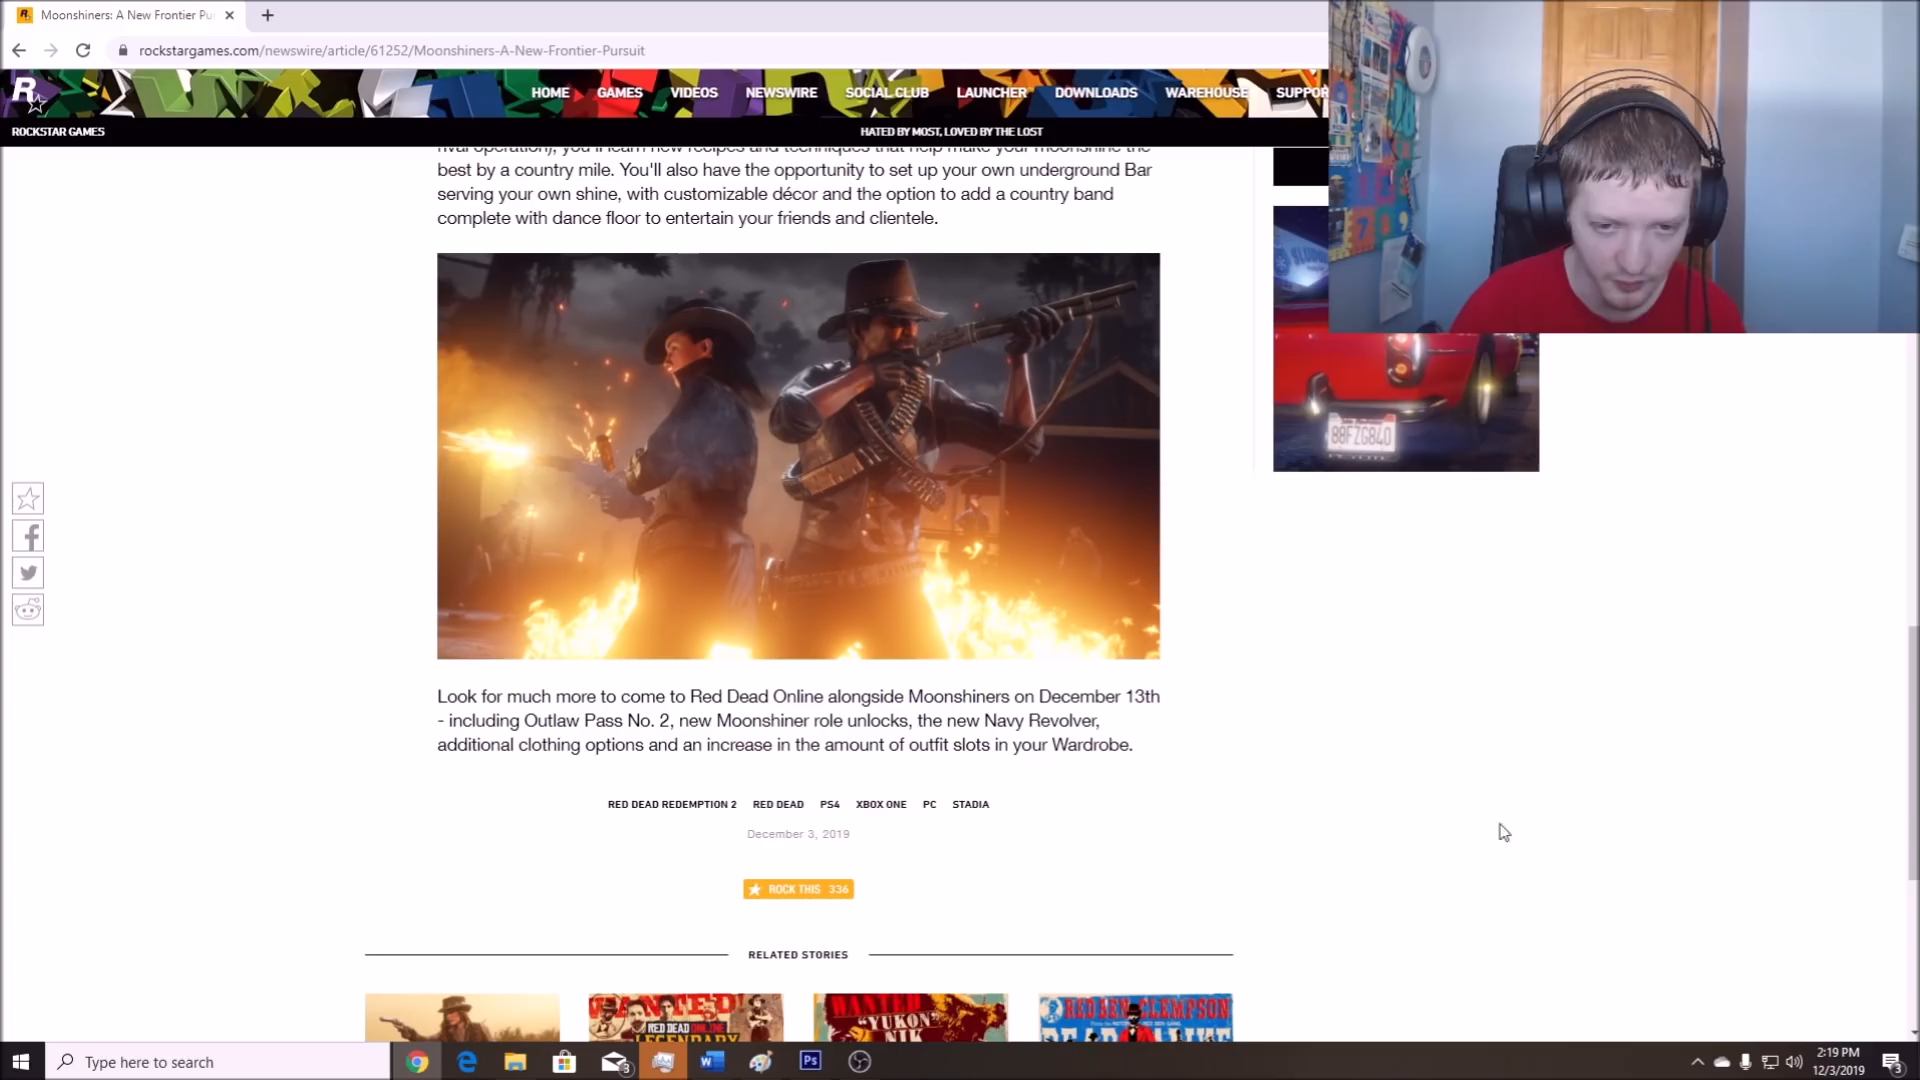 Moonshiners: A New Frontier Pu
rockstargames.com/newswire/article/61252/Moonshiners-A-New-Frontier-Pursuit
R
HOME GAMES VIDEOS NEWSWIRE SOCIAL CLUB LAUNCHER DOWNLOADS WAREHOUSE SUPPOR
ROCKSTAR GAMES
HATED BY MOST, LOVED BY THE LOST
rival operation), you'll learn new recipes and techniques that help make your moonshine the
best by a country mile. You'll also have the opportunity to set up your own underground Bar
serving your own shine, with customizable décor and the option to add a country band
complete with dance floor to entertain your friends and clientele.
88FZG840
Look for much more to come to Red Dead Online alongside Moonshiners on December 13th
- including Outlaw Pass No. 2, new Moonshiner role unlocks, the new Navy Revolver,
additional clothing options and an increase in the amount of outfit slots in your Wardrobe.
RED DEAD REDEMPTION 2 RED DEAD PS4 XBOX ONE PC STADIA
December 3, 2019
ROCK THIS 336
RELATED STORIES
WANTED
RED DEAD ONLINE
LEGENDARY
WANTED
"YUKON"
NIK
RED BEN CLEMPSON
DEAD OR ALIVE
Type here to search
3
Ps
2:19 PM
12/3/2019
3